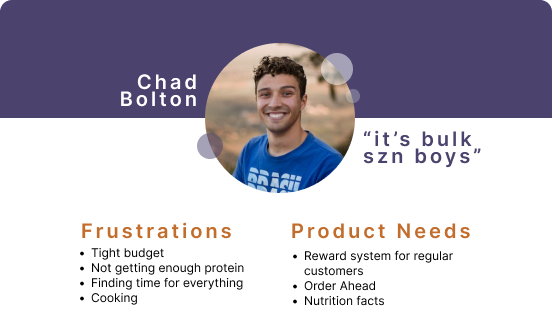 Chad
Bolton
“it’s bulk
szn boys”
BRASIL
Frustrations
• Tight budget
• Not getting enough protein
• Finding time for everything
• Cooking
Product Needs
• Reward system for regular
customers
• Order Ahead
• Nutrition facts